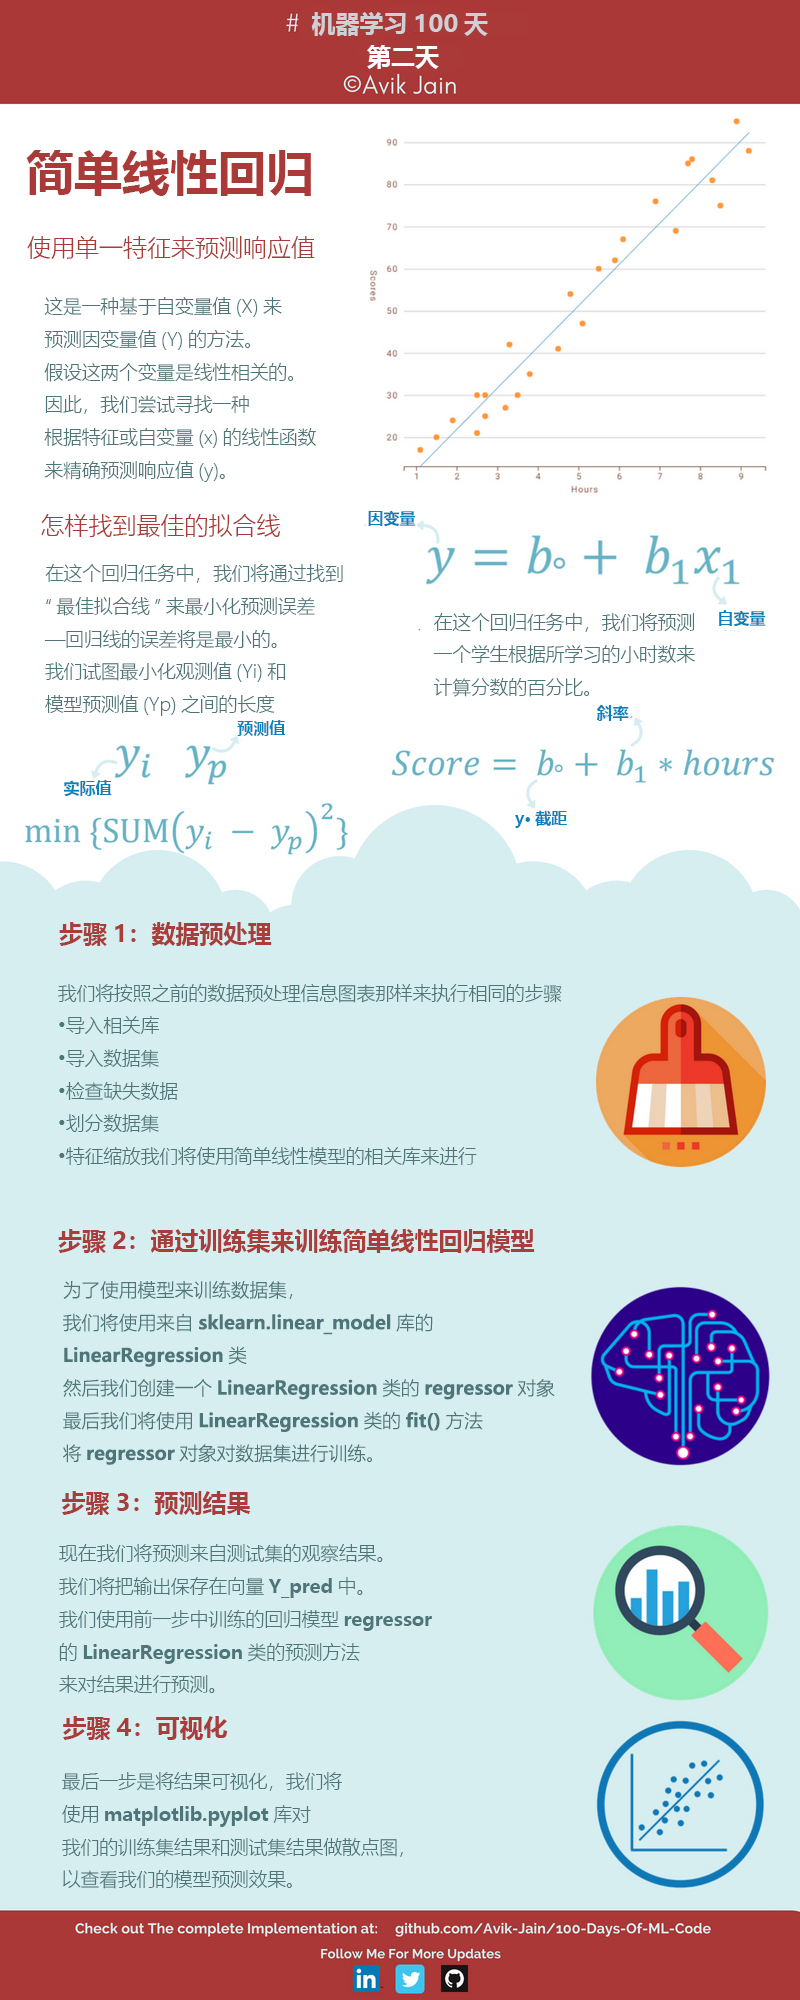 # 机器学习 100 天
第二天
©Avik Jain
简单线性回归
使用单一特征来预测响应值
这是一种基于自变量值 (X) 来
预测因变量值 (Y) 的方法。
假设这两个变量是线性相关的。
因此，我们尝试寻找一种
根据特征或自变量 (x) 的线性函数
来精确预测响应值 (y)。
90
80
70
60
50
40
30
20
Scores
1 2 3 4 5 6 7 8 9
Hours
怎样找到最佳的拟合线
在这个回归任务中，我们将通过找到
“ 最佳拟合线 ” 来最小化预测误差
—回归线的误差将是最小的。
我们试图最小化观测值 (Yi) 和
模型预测值 (Yp) 之间的长度
预测值
yᵢ yₚ
实际值
min {SUM(yᵢ − yₚ)²}
因变量
y = b∘ + b₁x₁
自变量
在这个回归任务中，我们将预测
一个学生根据所学习的小时数来
计算分数的百分比。
斜率
Score = b∘ + b₁ * hours
y• 截距
步骤 1：数据预处理
我们将按照之前的数据预处理信息图表那样来执行相同的步骤
•导入相关库
•导入数据集
•检查缺失数据
•划分数据集
•特征缩放我们将使用简单线性模型的相关库来进行
步骤 2：通过训练集来训练简单线性回归模型
为了使用模型来训练数据集，
我们将使用来自 sklearn.linear_model 库的
LinearRegression 类
然后我们创建一个 LinearRegression 类的 regressor 对象
最后我们将使用 LinearRegression 类的 fit() 方法
将 regressor 对象对数据集进行训练。
步骤 3：预测结果
现在我们将预测来自测试集的观察结果。
我们将把输出保存在向量 Y_pred 中。
我们使用前一步中训练的回归模型 regressor
的 LinearRegression 类的预测方法
来对结果进行预测。
步骤 4：可视化
最后一步是将结果可视化，我们将
使用 matplotlib.pyplot 库对
我们的训练集结果和测试集结果做散点图，
以查看我们的模型预测效果。
Check out The complete Implementation at: github.com/Avik-Jain/100-Days-Of-ML-Code
Follow Me For More Updates
in